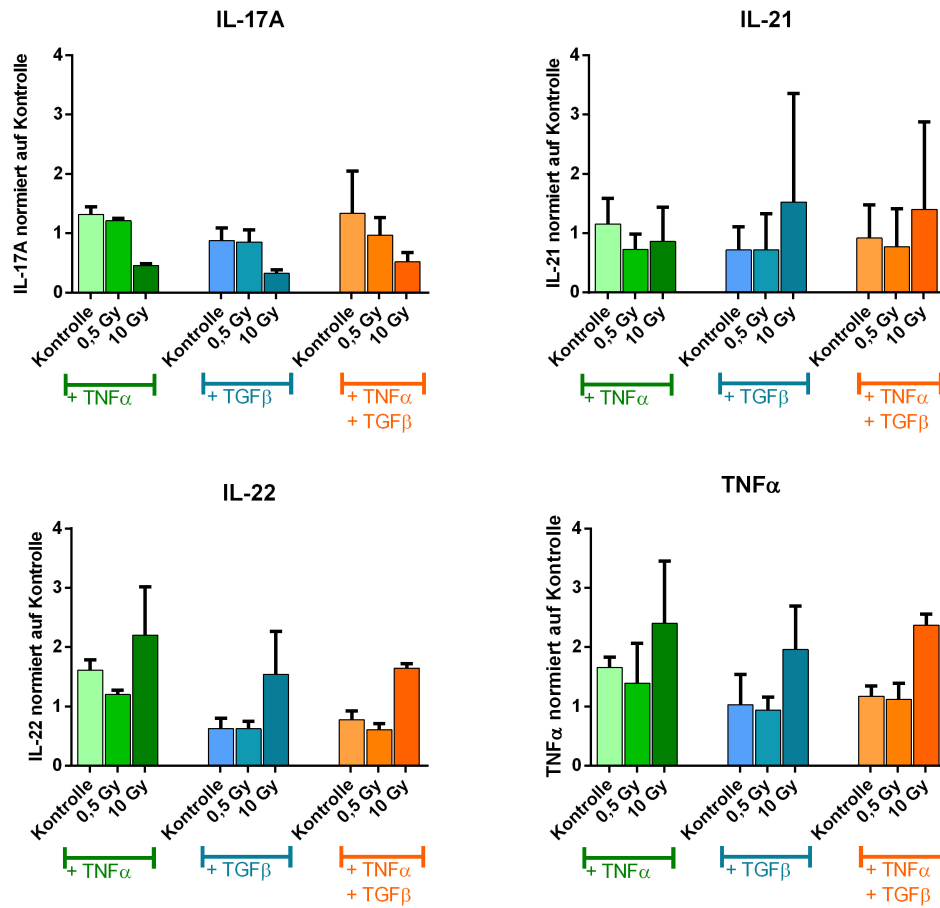 IL-17A
IL-17A normiert auf Kontrolle
4
3
2
1
0
Kontrolle
0,5 Gy
10 Gy
Kontrolle
0,5 Gy
10 Gy
Kontrolle
0,5 Gy
10 Gy
+ TNFα
+ TGFβ
+ TNFα
+ TGFβ
IL-21
IL-21 normiert auf Kontrolle
4
3
2
1
0
Kontrolle
0,5 Gy
10 Gy
Kontrolle
0,5 Gy
10 Gy
Kontrolle
0,5 Gy
10 Gy
+ TNFα
+ TGFβ
+ TNFα
+ TGFβ
IL-22
IL-22 normiert auf Kontrolle
4
3
2
1
0
Kontrolle
0,5 Gy
10 Gy
Kontrolle
0,5 Gy
10 Gy
Kontrolle
0,5 Gy
10 Gy
+ TNFα
+ TGFβ
+ TNFα
+ TGFβ
TNFα
TNFα normiert auf Kontrolle
4
3
2
1
0
Kontrolle
0,5 Gy
10 Gy
Kontrolle
0,5 Gy
10 Gy
Kontrolle
0,5 Gy
10 Gy
+ TNFα
+ TGFβ
+ TNFα
+ TGFβ